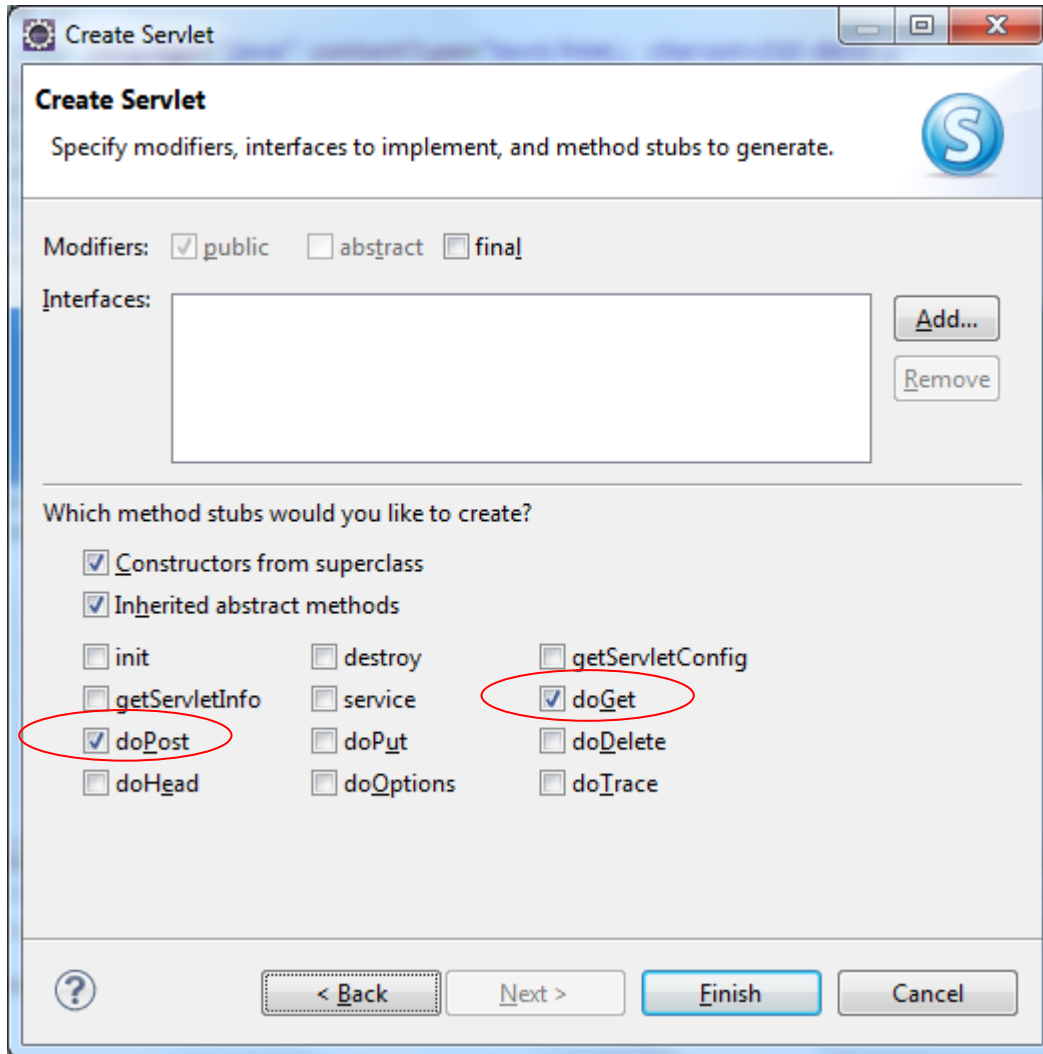 Create Servlet
Create Servlet
Specify modifiers, interfaces to implement, and method stubs to generate.
S
Modifiers: public abstract final
Interfaces:
Add...
Remove
Which method stubs would you like to create?
Constructors from superclass
Inherited abstract methods
init destroy getServletConfig
getServletInfo service doGet
doPost doPut doDelete
doHead doOptions doTrace
? < Back Next > Finish Cancel